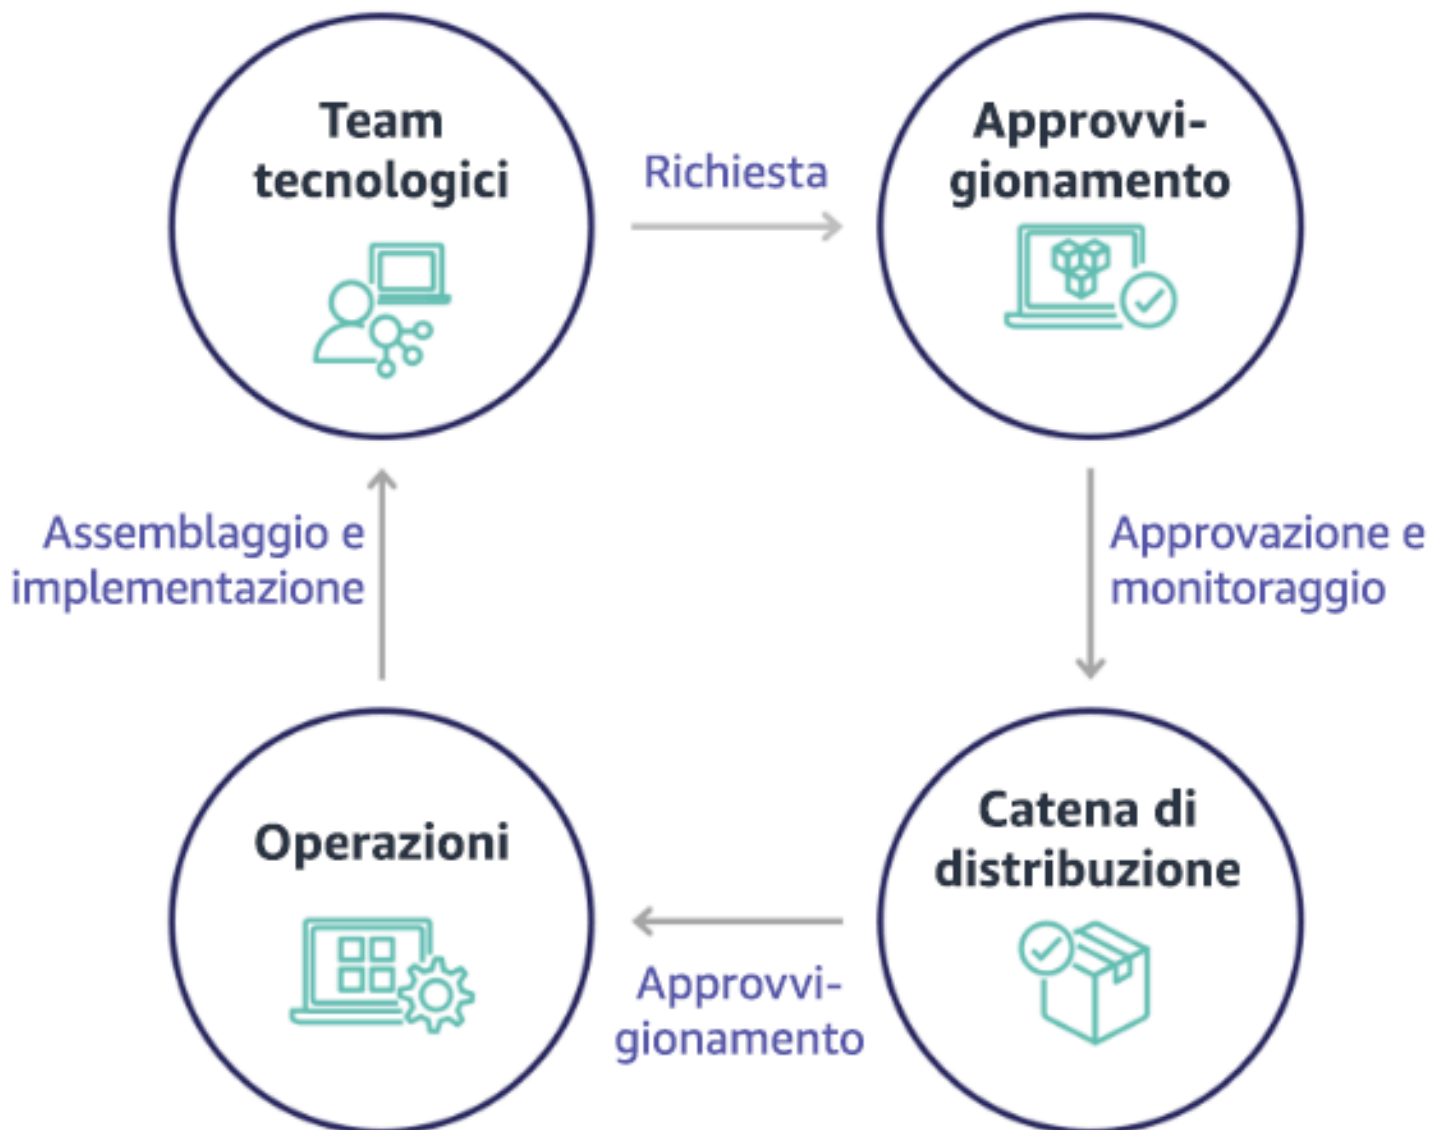 Team
tecnologici
Richiesta
Approvvi-
gionamento
Assemblaggio e
implementazione
Approvazione e
monitoraggio
Operazioni
Approvvi-
gionamento
Catena di
distribuzione